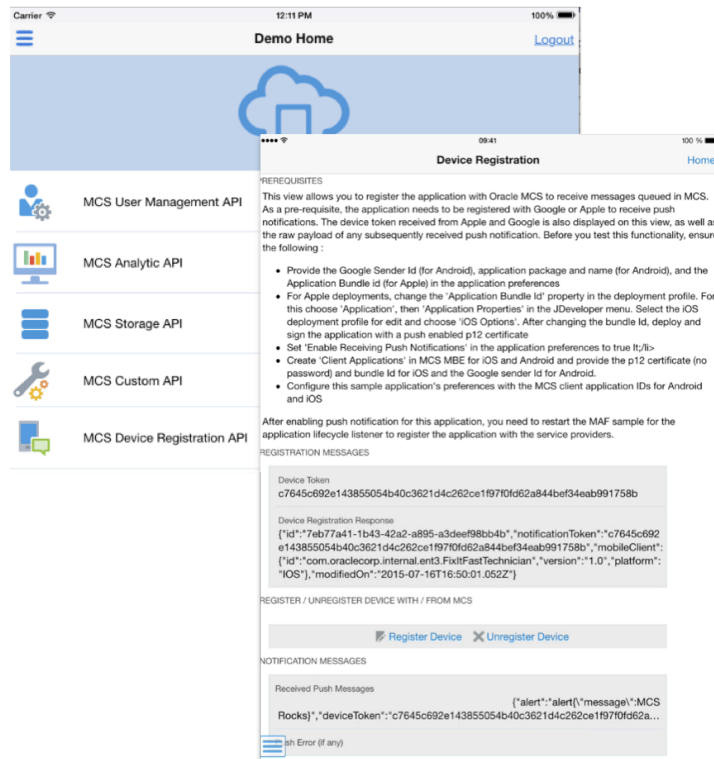 Carrier 12:11 PM 100%
Demo Home Logout
MCS User Management API
MCS Analytic API
MCS Storage API
MCS Custom API
MCS Device Registration API
09:41 100 %
Device Registration Home
PREREQUISITES
This view allows you to register the application with Oracle MCS to receive messages queued in MCS.
As a pre-requisite, the application needs to be registered with Google or Apple to receive push
notifications. The device token received from Apple and Google is also displayed on this view, as well as
the raw payload of any subsequently received push notification. Before you test this functionality, ensure
the following :
• Provide the Google Sender Id (for Android), application package and name (for Android), and the
Application Bundle id (for Apple) in the application preferences
• For Apple deployments, change the 'Application Bundle Id' property in the deployment profile. For
this choose 'Application', then 'Application Properties' in the JDeveloper menu. Select the iOS
deployment profile for edit and choose 'iOS Options'. After changing the bundle Id, deploy and
sign the application with a push enabled p12 certificate
• Set 'Enable Receiving Push Notifications' in the application preferences to true lt;/li>
• Create 'Client Applications' in MCS MBE for iOS and Android and provide the p12 certificate (no
password) and bundle Id for iOS and the Google sender Id for Android.
• Configure this sample application's preferences with the MCS client application IDs for Android
and iOS
After enabling push notification for this application, you need to restart the MAF sample for the
application lifecycle listener to register the application with the service providers.
REGISTRATION MESSAGES
Device Token
c7645c692e143855054b40c3621d4c262ce1f97f0fd62a844bef34eab991758b
Device Registration Response
{"id":"7eb77a41-1b43-42a2-a895-a3deef98bb4b","notificationToken":"c7645c692
e143855054b40c3621d4c262ce1f97f0fd62a844bef34eab991758b","mobileClient":
{"id":"com.oraclecorp.internal.ent3.FixItFastTechnician","version":"1.0","platform":
"IOS"},"modifiedOn":"2015-07-16T16:50:01.052Z"}
REGISTER / UNREGISTER DEVICE WITH / FROM MCS
Register Device Unregister Device
NOTIFICATION MESSAGES
Received Push Messages
{"alert":"alert{\"message\":MCS
Rocks}","deviceToken":"c7645c692e143855054b40c3621d4c262ce1f97f0fd62a...
sh Error (if any)